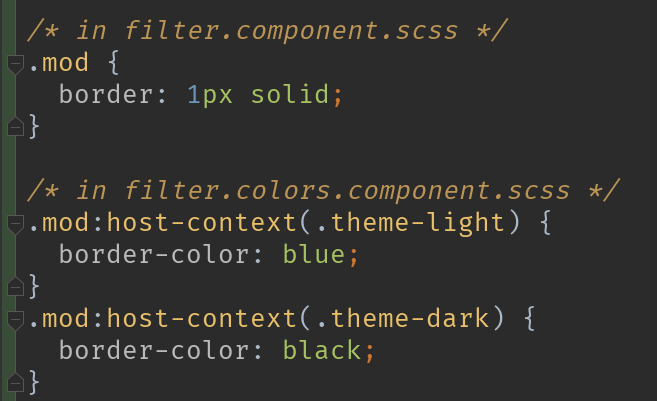 /* in filter.component.scss */
.mod {
  border: 1px solid;
}

/* in filter.colors.component.scss */
.mod:host-context(.theme-light) {
  border-color: blue;
}
.mod:host-context(.theme-dark) {
  border-color: black;
}